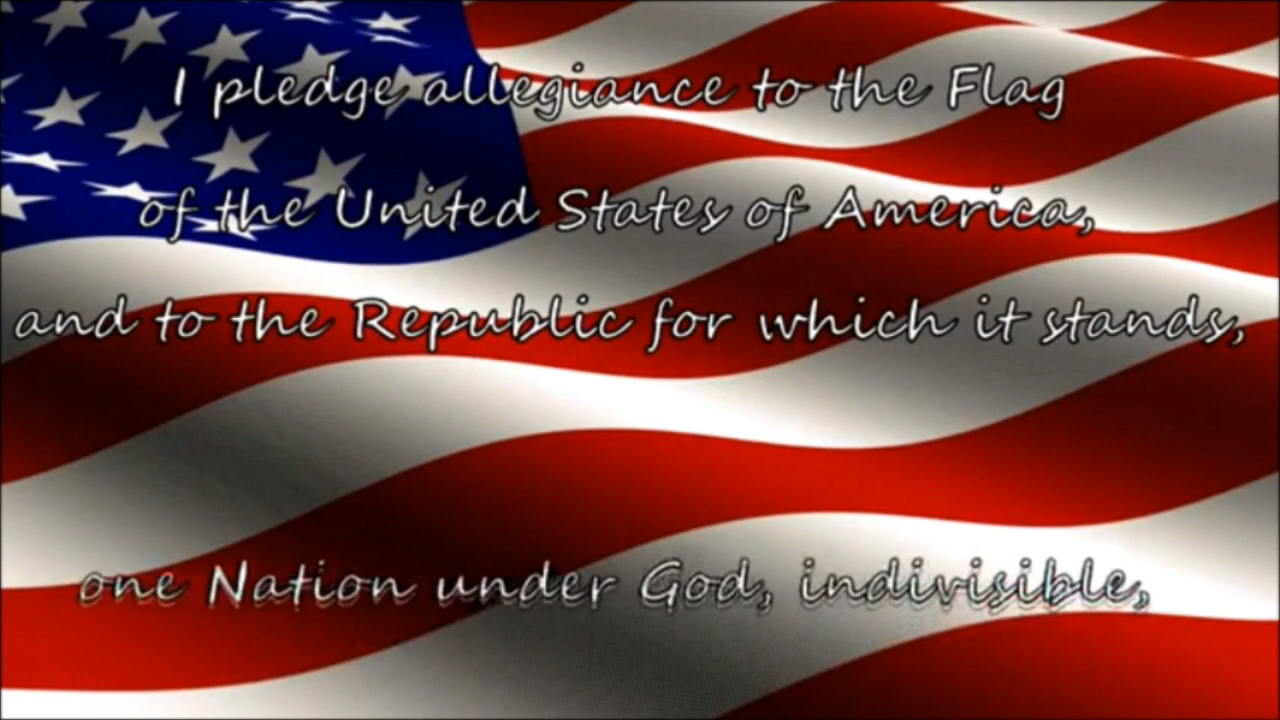 I pledge allegiance to the Flag
of the United States of America,
and to the Republic for which it stands,
one Nation under God, indivisible,